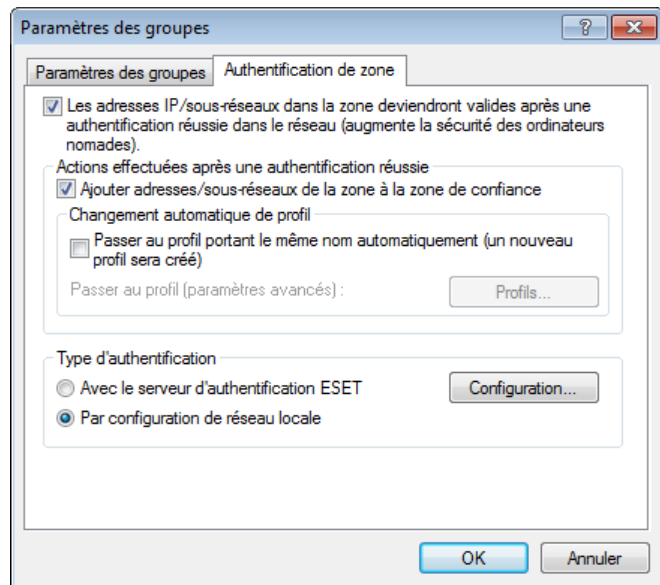 Paramètres des groupes
Paramètres des groupes
Authentification de zone
Les adresses IP/sous-réseaux dans la zone deviendront valides après une
authentification réussie dans le réseau (augmente la sécurité des ordinateurs
nomades).
Actions effectuées après une authentification réussie
Ajouter adresses/sous-réseaux de la zone à la zone de confiance
Changement automatique de profil
Passer au profil portant le même nom automatiquement (un nouveau
profil sera créé)
Passer au profil (paramètres avancés) :
Profils...
Type d'authentification
Avec le serveur d'authentification ESET
Configuration...
Par configuration de réseau locale
OK
Annuler